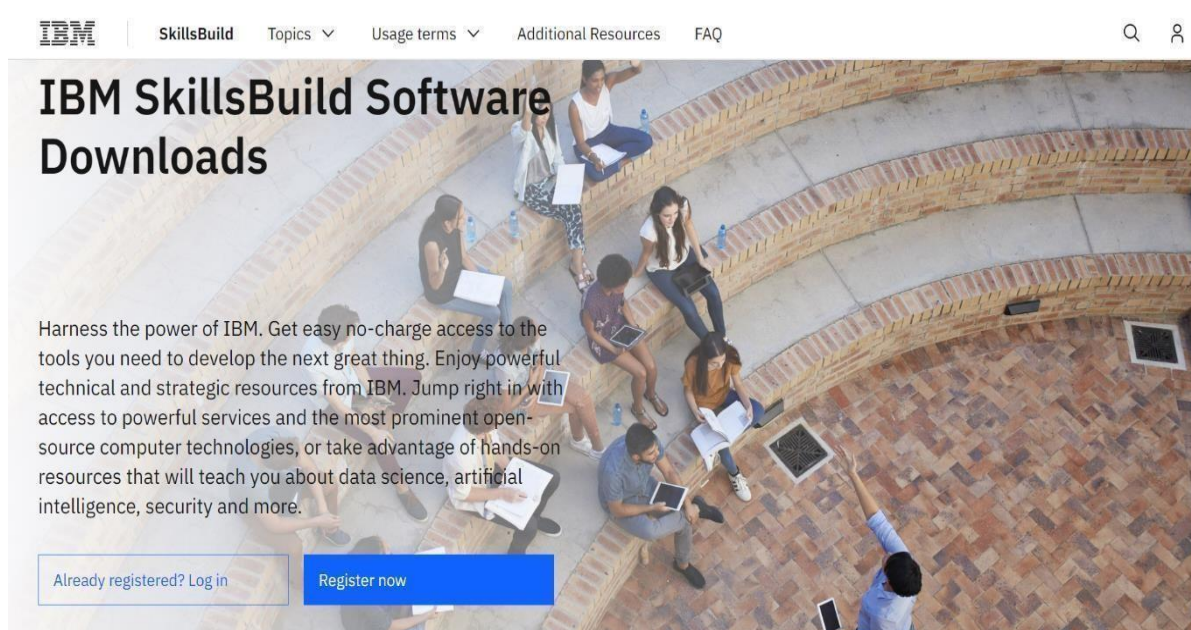 IBM
SkillsBuild
Topics
Usage terms
Additional Resources
FAQ
IBM SkillsBuild Software
Downloads
Harness the power of IBM. Get easy no-charge access to the
tools you need to develop the next great thing. Enjoy powerful
technical and strategic resources from IBM. Jump right in with
access to powerful services and the most prominent open-
source computer technologies, or take advantage of hands-on
resources that will teach you about data science, artificial
intelligence, security and more.
Already registered? Log in
Register now